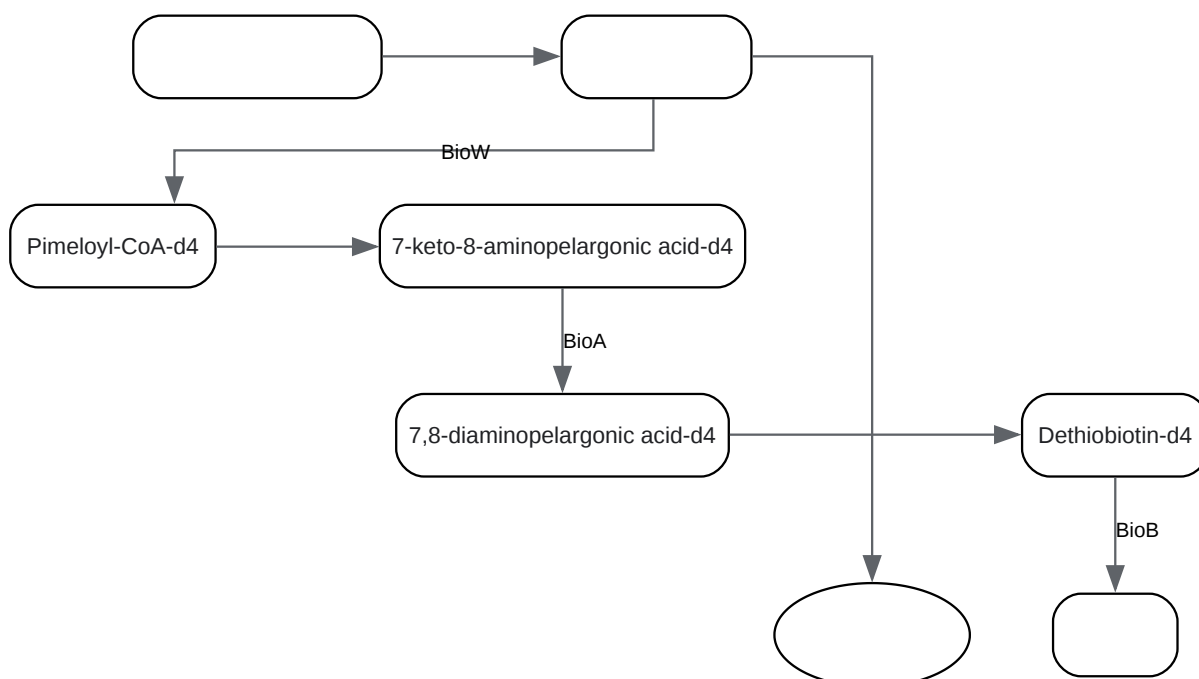 BioW
Pimeloyl-CoA-d4
7-keto-8-aminopelargonic acid-d4
BioA
7,8-diaminopelargonic acid-d4
Dethiobiotin-d4
BioB